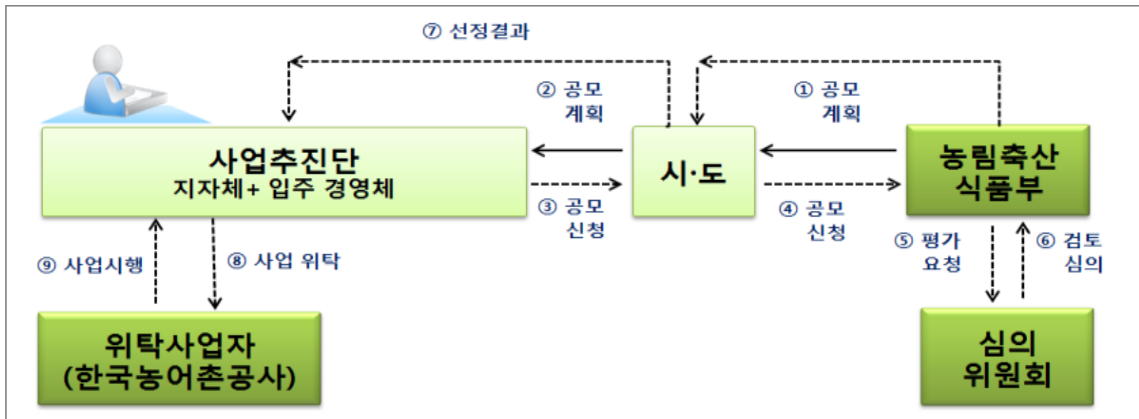 ⑦ 선정결과
② 공모
계획
① 공모
계획
사업추진단
지자체+ 입주 경영체
시·도
농림축산
식품부
③ 공모
신청
④ 공모
신청
⑤ 평가
요청
⑥ 검토
심의
⑨ 사업시행
⑧ 사업 위탁
위탁사업자
(한국농어촌공사)
심의
위원회